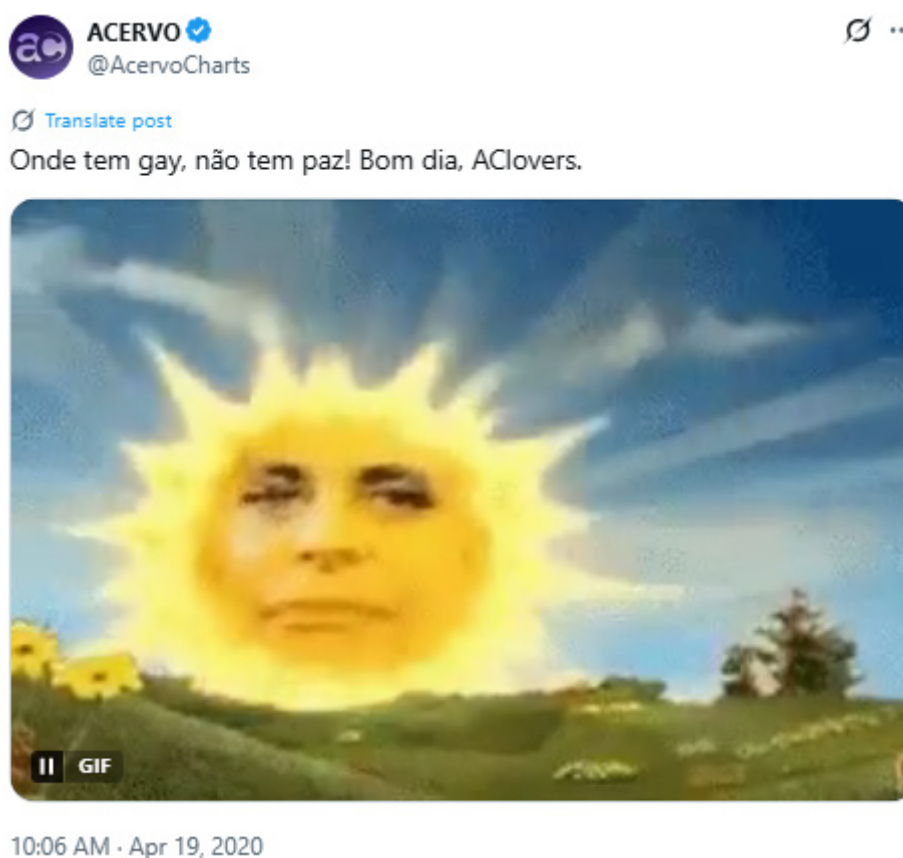 ac
ACERVO
@AcervoCharts
Translate post
Onde tem gay, não tem paz! Bom dia, AClovers.
GIF
10:06 AM · Apr 19, 2020